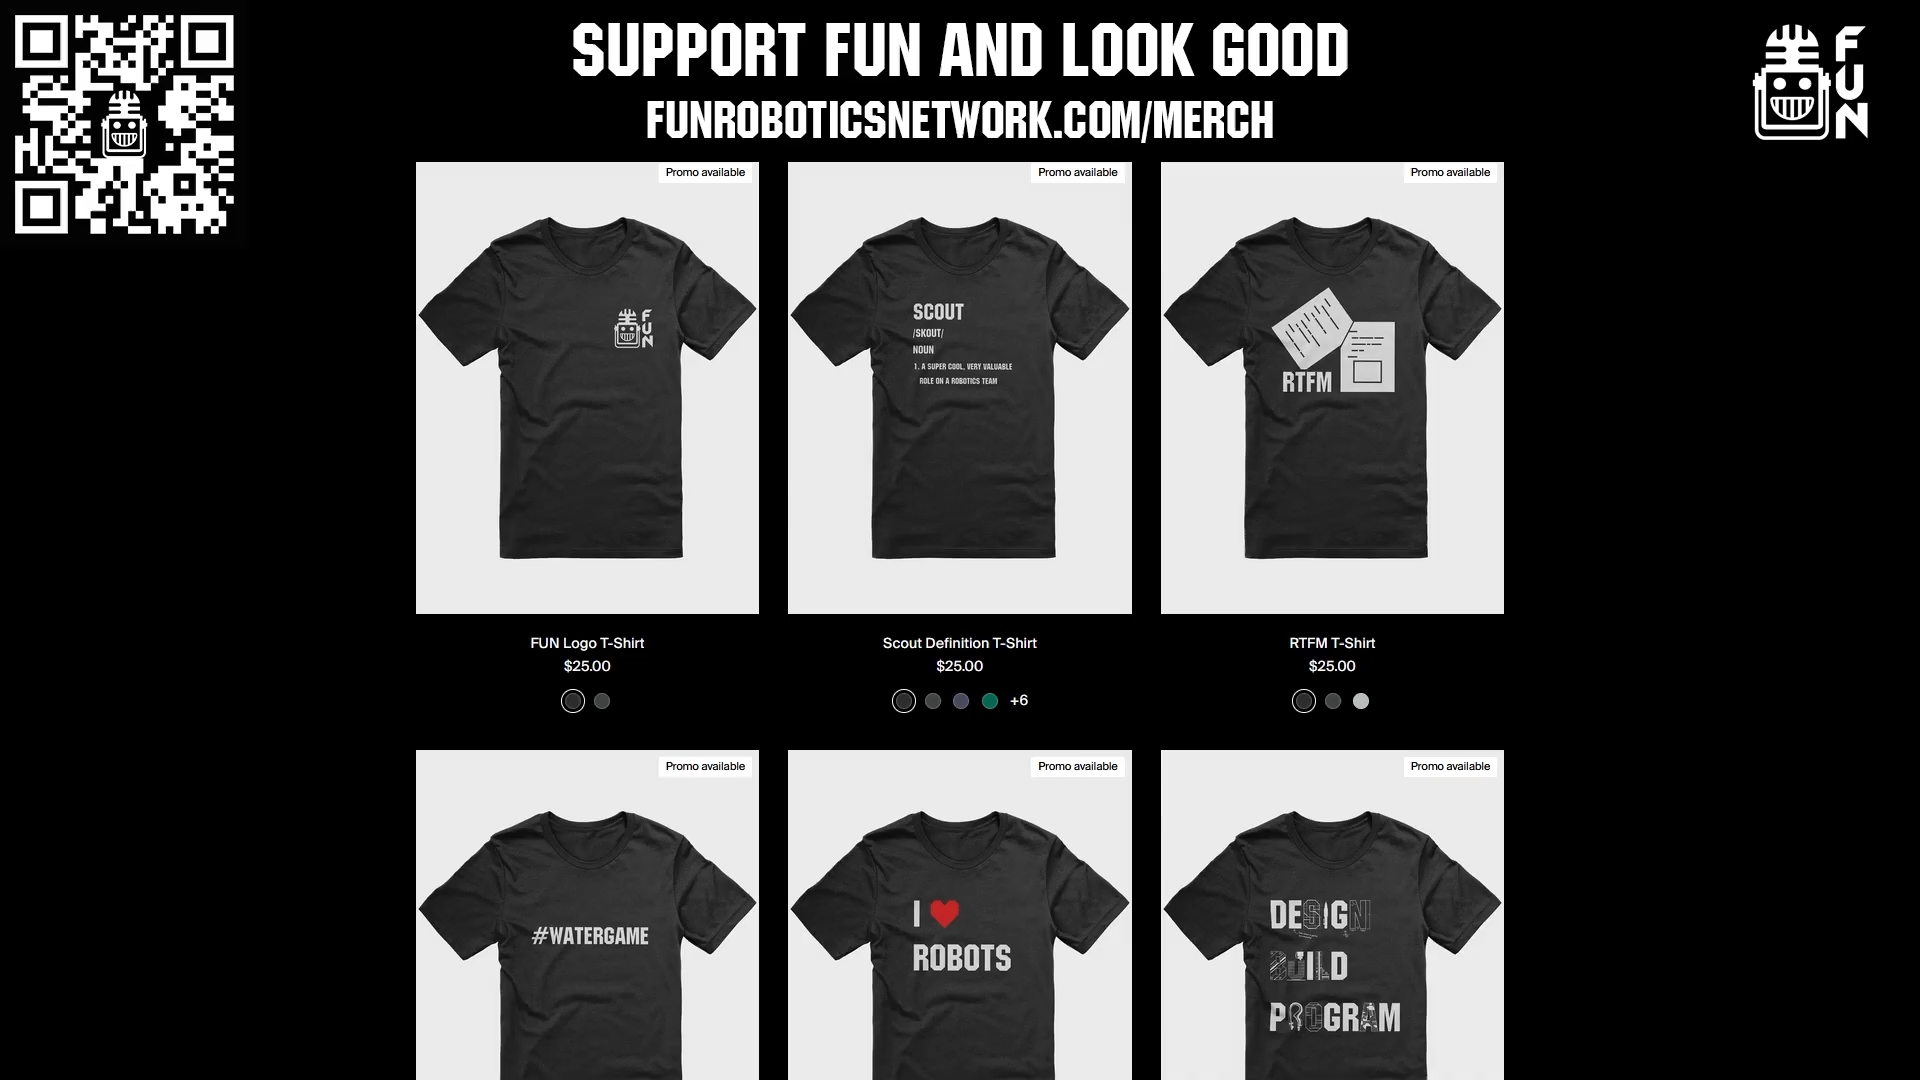 SUPPORT FUN AND LOOK GOOD
FUNROBOTICSNETWORK.COM/MERCH
FUN
Promo available
Promo available
Promo available
FUN
SCOUT
/SKOUT/
NOUN
1. A SUPER COOL, VERY VALUABLE
ROLE ON A ROBOTICS TEAM
RTFM
FUN Logo T-Shirt
$25.00
Scout Definition T-Shirt
$25.00
+6
RTFM T-Shirt
$25.00
Promo available
Promo available
Promo available
#WATERGAME
I ❤
ROBOTS
DESIGN
BUILD
PROGRAM